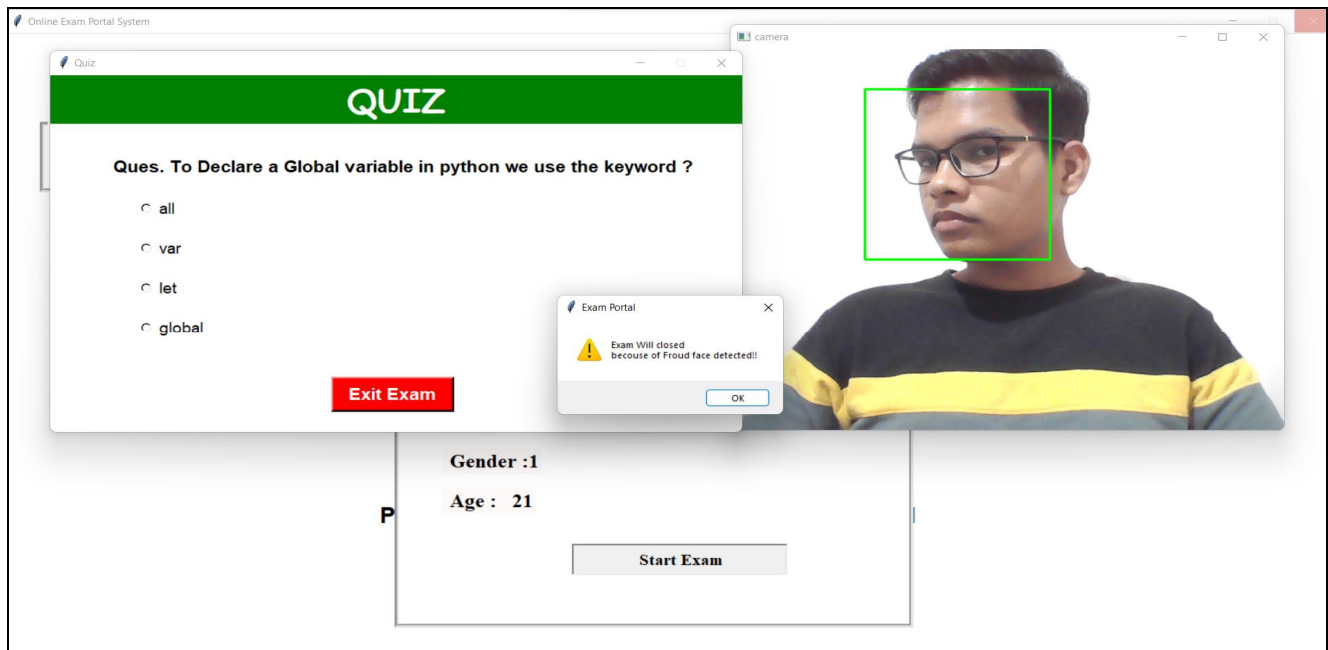 Online Exam Portal System
camera
Quiz
QUIZ
Ques. To Declare a Global variable in python we use the keyword ?
all
var
let
global
Exit Exam
Exam Portal
Exam Will closed
becouse of Froud face detected!!
OK
Gender :1
Age : 21
P
Start Exam